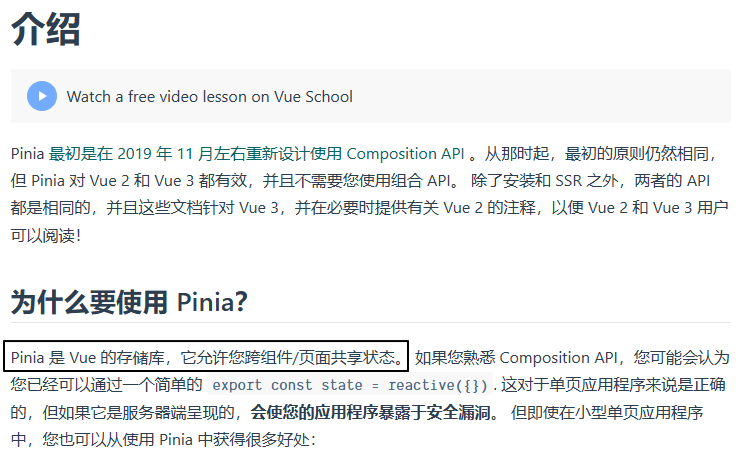 介绍
Watch a free video lesson on Vue School
Pinia 最初是在 2019 年 11 月左右重新设计使用 Composition API 。从那时起，最初的原则仍然相同，
但 Pinia 对 Vue 2 和 Vue 3 都有效，并且不需要您使用组合 API。 除了安装和 SSR 之外，两者的 API
都是相同的，并且这些文档针对 Vue 3，并在必要时提供有关 Vue 2 的注释，以便 Vue 2 和 Vue 3 用户
可以阅读！
为什么要使用 Pinia？
Pinia 是 Vue 的存储库，它允许您跨组件/页面共享状态。 如果您熟悉 Composition API，您可能会认为
您已经可以通过一个简单的 export const state = reactive({}). 这对于单页应用程序来说是正确
的，但如果它是服务器端呈现的，会使您的应用程序暴露于安全漏洞。 但即使在小型单页应用程序
中，您也可以从使用 Pinia 中获得很多好处：